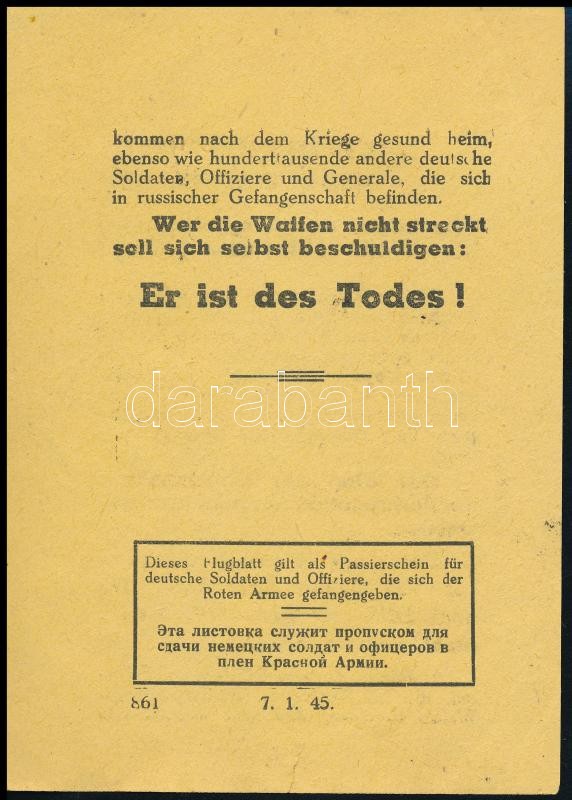 kommen nach dem Kriege gesund heim,
ebenso wie hunderttausende andere deutsche
Soldaten, Offiziere und Generale, die sich
in russischer Gefangenschaft befinden.
Wer die Waffen nicht streckt,
soll sich selbst beschuldigen:
Er ist des Todes!
darabanth
Dieses Flugblatt gilt als Passierschein für
deutsche Soldaten und Offiziere, die sich der
Roten Armee gefangengeben.
Эта листовка служит пропуском для
сдачи немецких солдат и офицеров в
плен Красной Армии.
861 7. 1. 45.